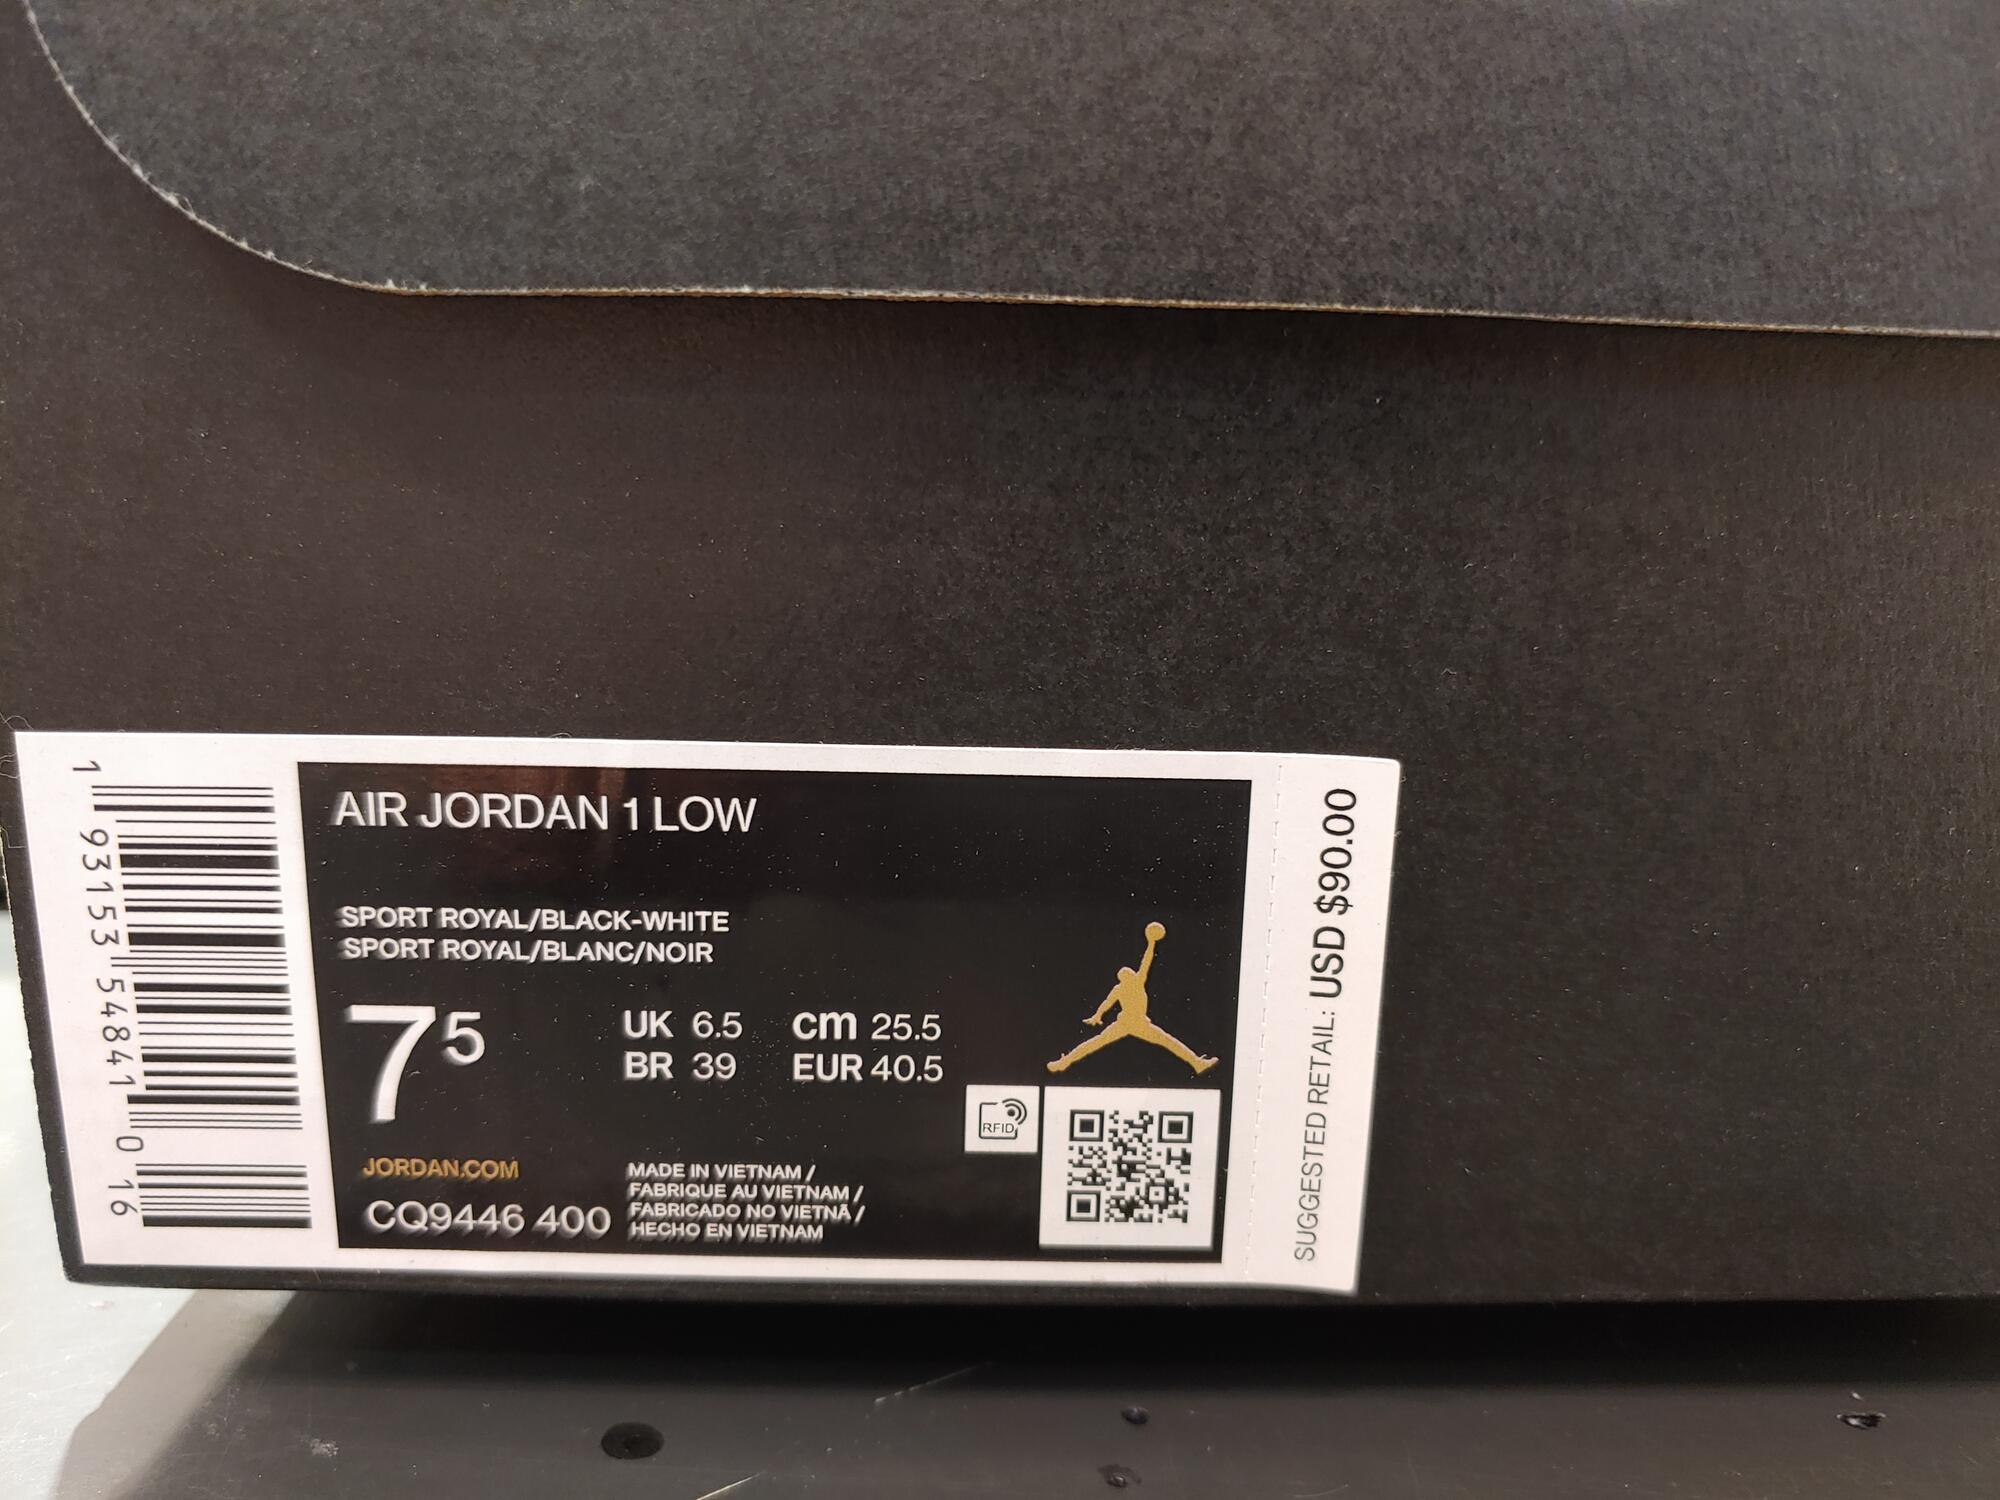 AIR JORDAN 1 LOW
SPORT ROYAL/BLACK-WHITE
SPORT ROYAL/BLANC/NOIR
7 5
UK 6.5 cm 25.5
BR 39 EUR 40.5
RFID
JORDAN.COM
CQ9446 400
MADE IN VIETNAM /
FABRIQUE AU VIETNAM /
FABRICADO NO VIETNÃ /
HECHO EN VIETNAM
1 93153 54841 0 16
SUGGESTED RETAIL: USD $90.00